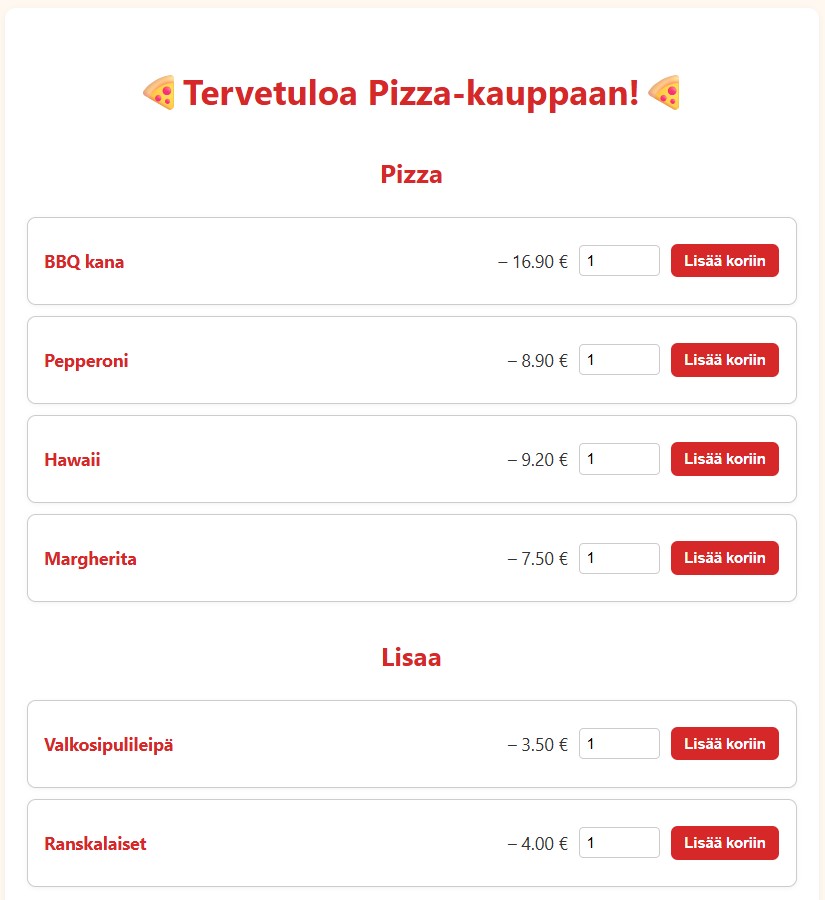 Tervetuloa Pizza-kauppaan!
Pizza
BBQ kana – 16.90 € 1 Lisää koriin
Pepperoni – 8.90 € 1 Lisää koriin
Hawaii – 9.20 € 1 Lisää koriin
Margherita – 7.50 € 1 Lisää koriin
Lisaa
Valkosipulileipä – 3.50 € 1 Lisää koriin
Ranskalaiset – 4.00 € 1 Lisää koriin